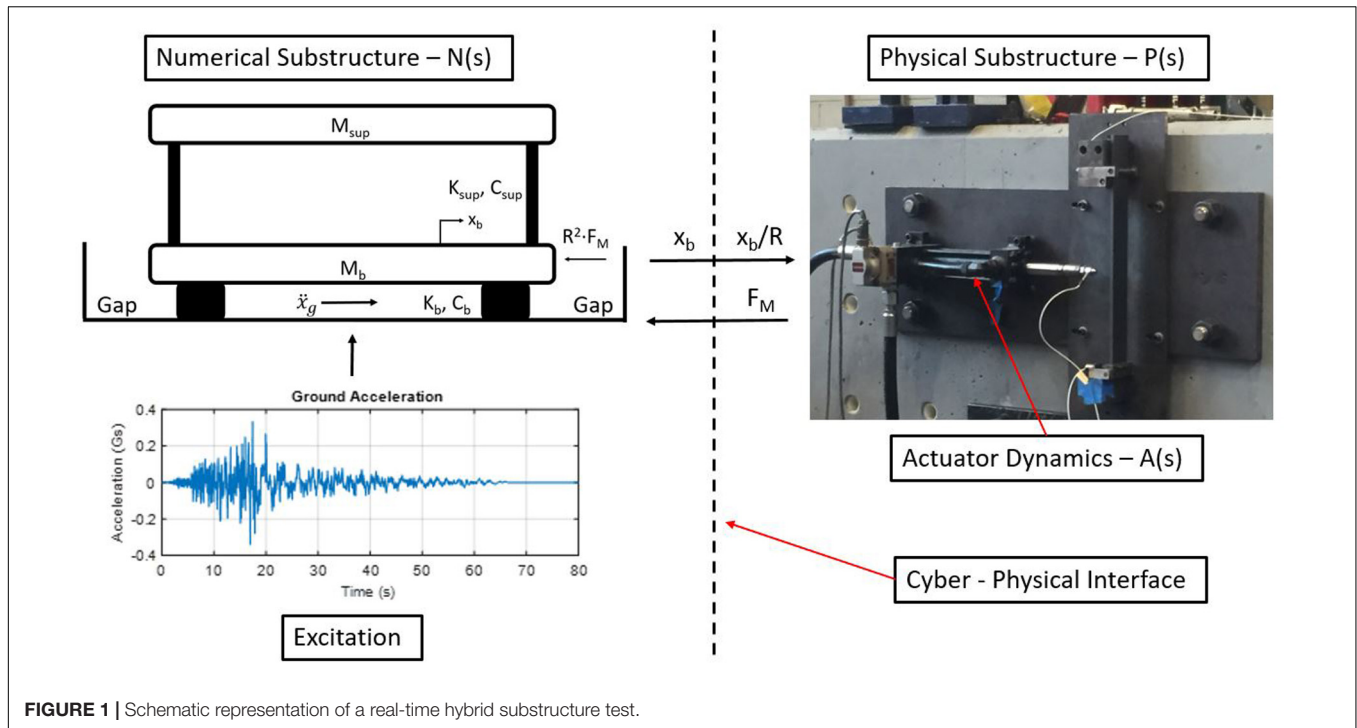 Numerical Substructure – N(s)
Physical Substructure – P(s)
M_sup
K_sup, C_sup
x_b
R²·F_M
M_b
Gap
ẍ_g
K_b, C_b
Gap
x_b
x_b/R
F_M
Ground Acceleration
Acceleration (Gs)
0.4
0.2
0
-0.2
-0.4
0 10 20 30 40 50 60 70 80
Time (s)
Excitation
Actuator Dynamics – A(s)
Cyber - Physical Interface
FIGURE 1 | Schematic representation of a real-time hybrid substructure test.